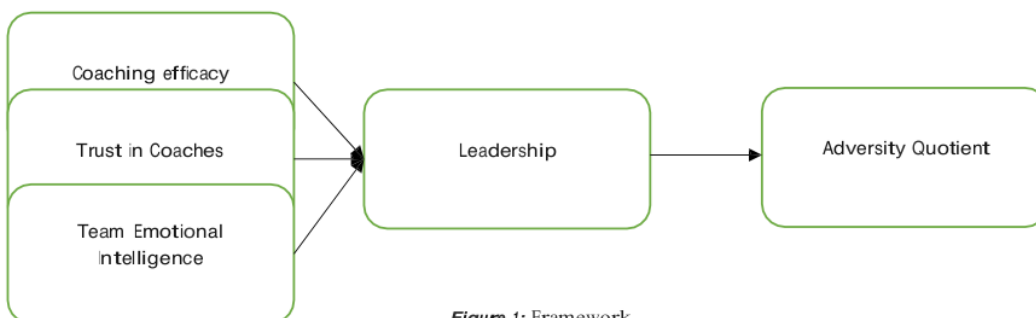 Coaching efficacy
Trust in Coaches
Team Emotional
Intelligence
Leadership
Adversity Quotient
Figure 1: Framework